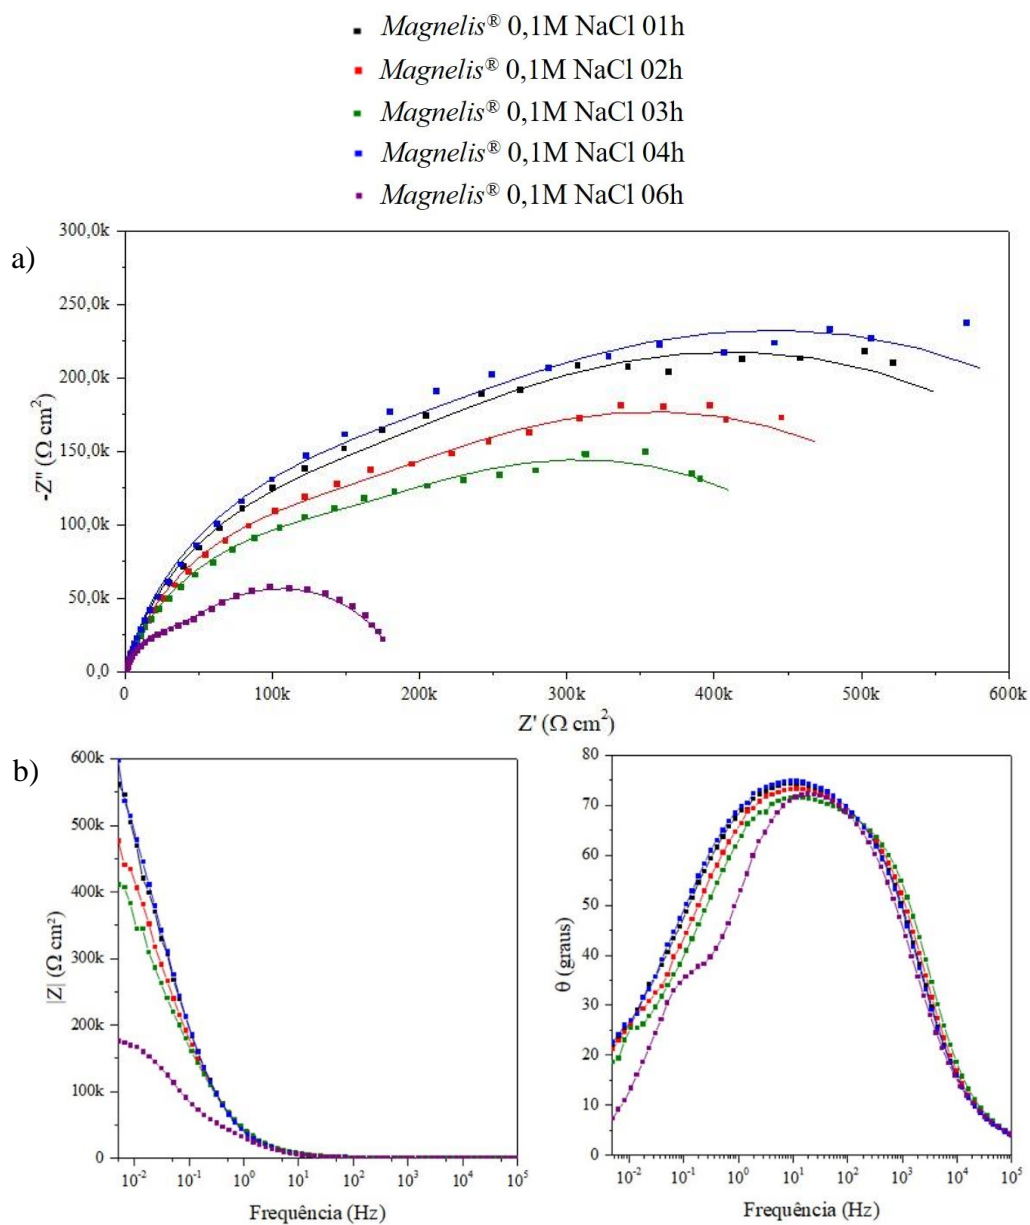 Magnelis® 0,1M NaCl 01h
Magnelis® 0,1M NaCl 02h
Magnelis® 0,1M NaCl 03h
Magnelis® 0,1M NaCl 04h
Magnelis® 0,1M NaCl 06h
a)
300,0k
250,0k
200,0k
150,0k
100,0k
50,0k
0,0
-Z'' (Ω cm²)
0 100k 200k 300k 400k 500k 600k
Z' (Ω cm²)
b)
600k
500k
400k
300k
200k
100k
0
|Z| (Ω cm²)
10⁻² 10⁻¹ 10⁰ 10¹ 10² 10³ 10⁴ 10⁵
Frequência (Hz)
80
70
60
50
40
30
20
10
0
θ (graus)
10⁻² 10⁻¹ 10⁰ 10¹ 10² 10³ 10⁴ 10⁵
Frequência (Hz)